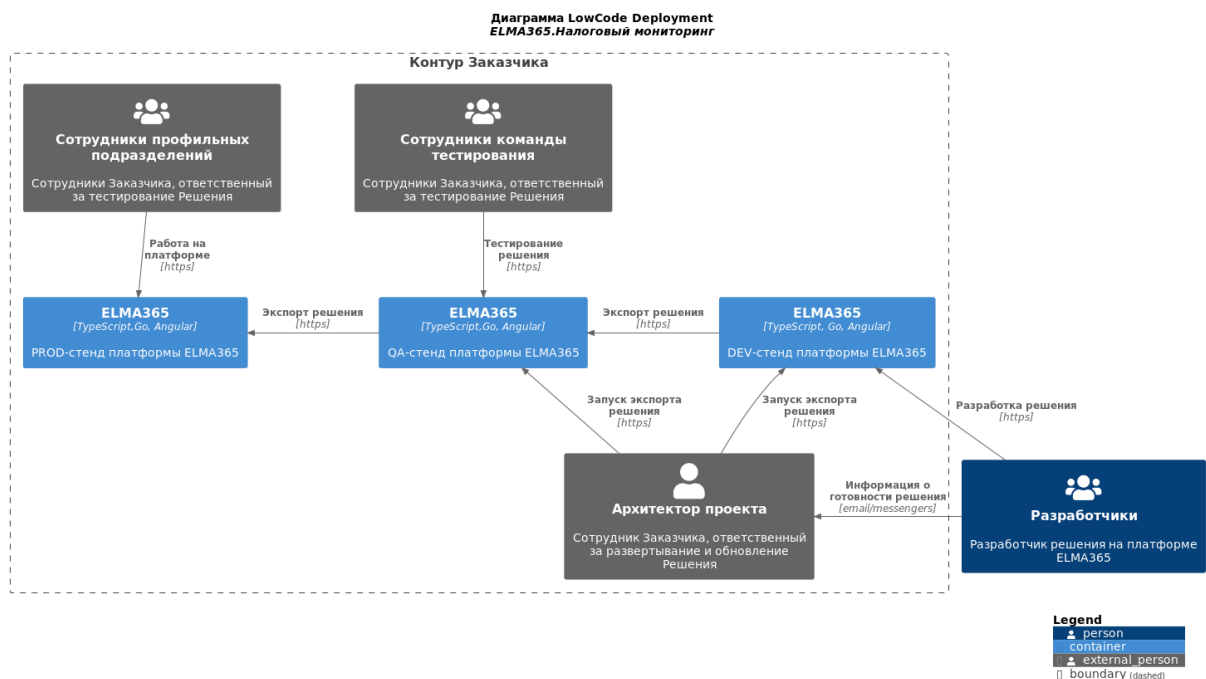 Диаграмма LowCode Deployment
ELMA365.Налоговый мониторинг
Контур Заказчика
Сотрудники профильных
подразделений
Сотрудники Заказчика, ответственный
за тестирование Решения
Сотрудники команды
тестирования
Сотрудники Заказчика, ответственный
за тестирование Решения
Работа на
платформе
[https]
Тестирование
решения
[https]
ELMA365
[TypeScript,Go, Angular]
PROD-стенд платформы ELMA365
Экспорт решения
[https]
ELMA365
[TypeScript,Go, Angular]
QA-стенд платформы ELMA365
Экспорт решения
[https]
ELMA365
[TypeScript, Go, Angular]
DEV-стенд платформы ELMA365
Запуск экспорта
решения
[https]
Запуск экспорта
решения
[https]
Разработка решения
[https]
Архитектор проекта
Сотрудник Заказчика, ответственный
за развертывание и обновление
Решения
Информация о
готовности решения
[email/messengers]
Разработчики
Разработчик решения на платформе
ELMA365
Legend
person
container
external_person
boundary (dashed)